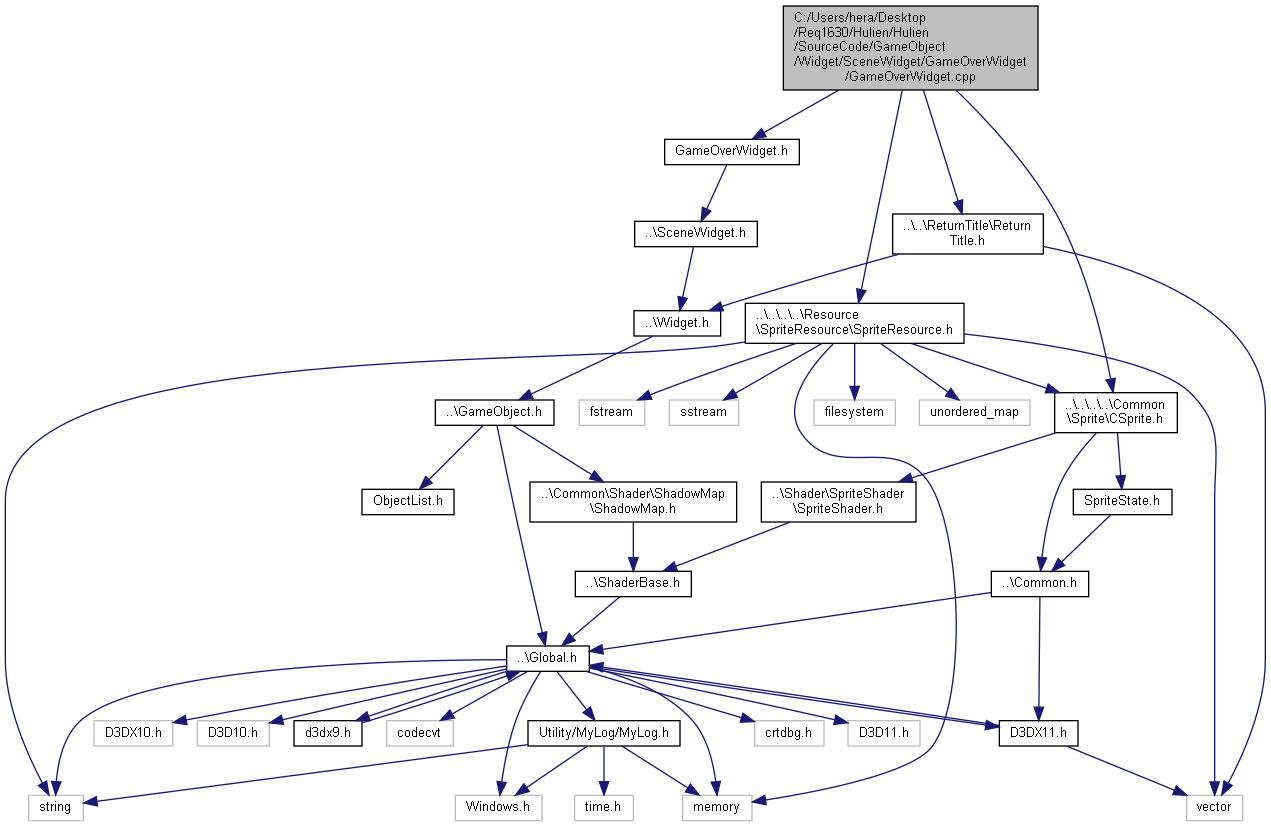 C:/Users/hera/Desktop
/Req1630/Hulien/Hulien
/SourceCode/GameObject
/Widget/SceneWidget/GameOverWidget
/GameOverWidget.cpp
GameOverWidget.h
..\SceneWidget.h
..\..\ReturnTitle\Return
Title.h
..\Widget.h
..\..\..\..\Resource
\SpriteResource\SpriteResource.h
..\GameObject.h
fstream
sstream
filesystem
unordered_map
..\..\..\..\Common
\Sprite\CSprite.h
ObjectList.h
..\Common\Shader\ShadowMap
\ShadowMap.h
..\Shader\SpriteShader
\SpriteShader.h
SpriteState.h
..\ShaderBase.h
..\Common.h
..\Global.h
D3DX10.h
D3D10.h
d3dx9.h
codecvt
Utility/MyLog/MyLog.h
crtdbg.h
D3D11.h
D3DX11.h
string
Windows.h
time.h
memory
vector